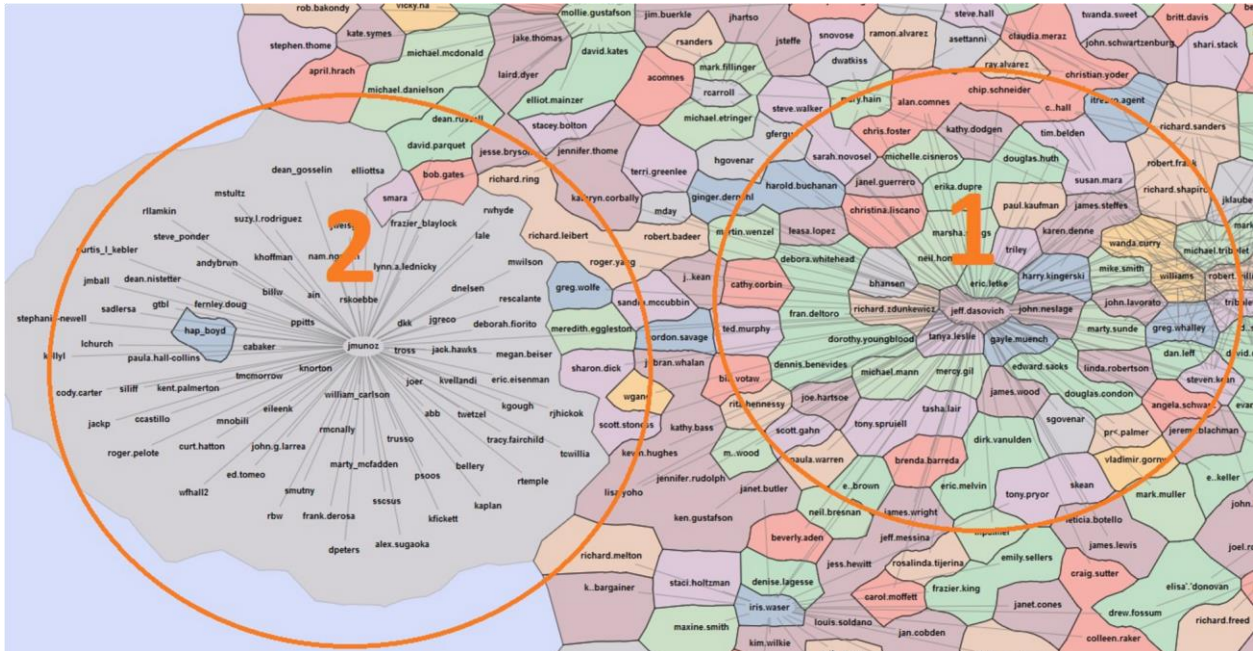 rob.bakondy
vicky.ha
mollie.gustafson
jim.buerkle
jhartso
steve.hall
twanda.sweet
britt.davis
kate.symes
stephen.thome
michael.mcdonald
jake.thomas
david.kates
rsanders
jsteffe
snovose
ramon.alvarez
asettanni
claudia.meraz
john.schwartzenburg
shari.stack
april.hrach
laird.dyer
acomnes
mark.fillinger
dwatkiss
ray.alvarez
christian.yoder
michael.danielson
elliot.mainzer
rcarroll
steve.walker
mary.hain
alan.comnes
chip.schneider
c..hall
dean.russell
stacey.bolton
michael.etringer
chris.foster
kathy.dodgen
tim.belden
richard.sanders
david.parquet
jesse.bryson
jennifer.thome
hgovenar
sarah.novosel
michelle.cisneros
douglas.huth
robert.frank
dean_gosselin
elliottsa
bob.gates
richard.ring
terri.greenlee
ginger.dernehl
harold.buchanan
janel.guerrero
erika.dupre
susan.mara
richard.shapiro
mstultz
smara
kathryn.corbally
mday
christina.liscano
paul.kaufman
james.steffes
rllamkin
suzy.l.rodriguez
2
frazier_blaylock
rwhyde
richard.leibert
robert.badeer
martin.wenzel
leasa.lopez
1
karen.denne
steve_ponder
lale
triley
wanda.curry
michael.tribolet
curtis_l_kebler
andybrwn
khoffman
lynn.a.lednicky
mwilson
roger.yang
debora.whitehead
mike.smith
jmball
dean.nistetter
billw
ain
rskoebbe
dnelsen
rescalante
greg.wolfe
j..kean
cathy.corbin
bhansen
eric.letke
harry.kingerski
williams
sadlersa
gtbl
fernley.doug
sandra.mccubbin
fran.deltoro
richard.zdunkewicz
jeff.dasovich
john.neslage
john.lavorato
hap_boyd
ppitts
dkk
jgreco
deborah.fiorito
meredith.eggleston
gordon.savage
ted.murphy
tanya.leslie
marty.sunde
greg.whalley
lchurch
cabaker
jmunoz
tross
jack.hawks
megan.beiser
dorothy.youngblood
gayle.muench
dan.leff
kellyl
paula.hall-collins
knorton
sharon.dick
dennis.benevides
michael.mann
mercy.gil
edward.sacks
linda.robertson
steven.kean
cody.carter
siliff
kent.palmerton
tmcmorrow
joer
kvellandi
eric.eisenman
bill.votaw
joe.hartsoe
james.wood
douglas.condon
jackp
ccastillo
mnobili
eileenk
william_carlson
abb
twetzel
kgough
rjhickok
scott.stoness
kathy.bass
rita.hennessy
scott.gahn
tony.spruiell
tasha.lair
sgovenar
roger.pelote
curt.hatton
john.g.larrea
rmcnally
trusso
tracy.fairchild
tcwillia
kevin.hughes
m..wood
paula.warren
dirk.vanulden
vladimir.gorny
ed.tomeo
marty_mcfadden
psoos
bellery
rtemple
lisa.yoho
jennifer.rudolph
janet.butler
e..brown
brenda.barreda
eric.melvin
tony.pryor
skean
mark.muller
e..keller
wfhall2
smutny
sscsus
kaplan
ken.gustafson
neil.bresnan
james.wright
rbw
frank.derosa
kfickett
beverly.aden
jeff.messina
leticia.botello
james.lewis
dpeters
alex.sugaoka
richard.melton
jess.hewitt
rosalinda.tijerina
emily.sellers
k..bargainer
staci.holtzman
denise.lagesse
carol.moffett
frazier.king
craig.sutter
elisa'.'donovan
iris.waser
janet.cones
drew.fossum
richard.freed
maxine.smith
louis.soldano
jan.cobden
colleen.raker
kim.wilkie